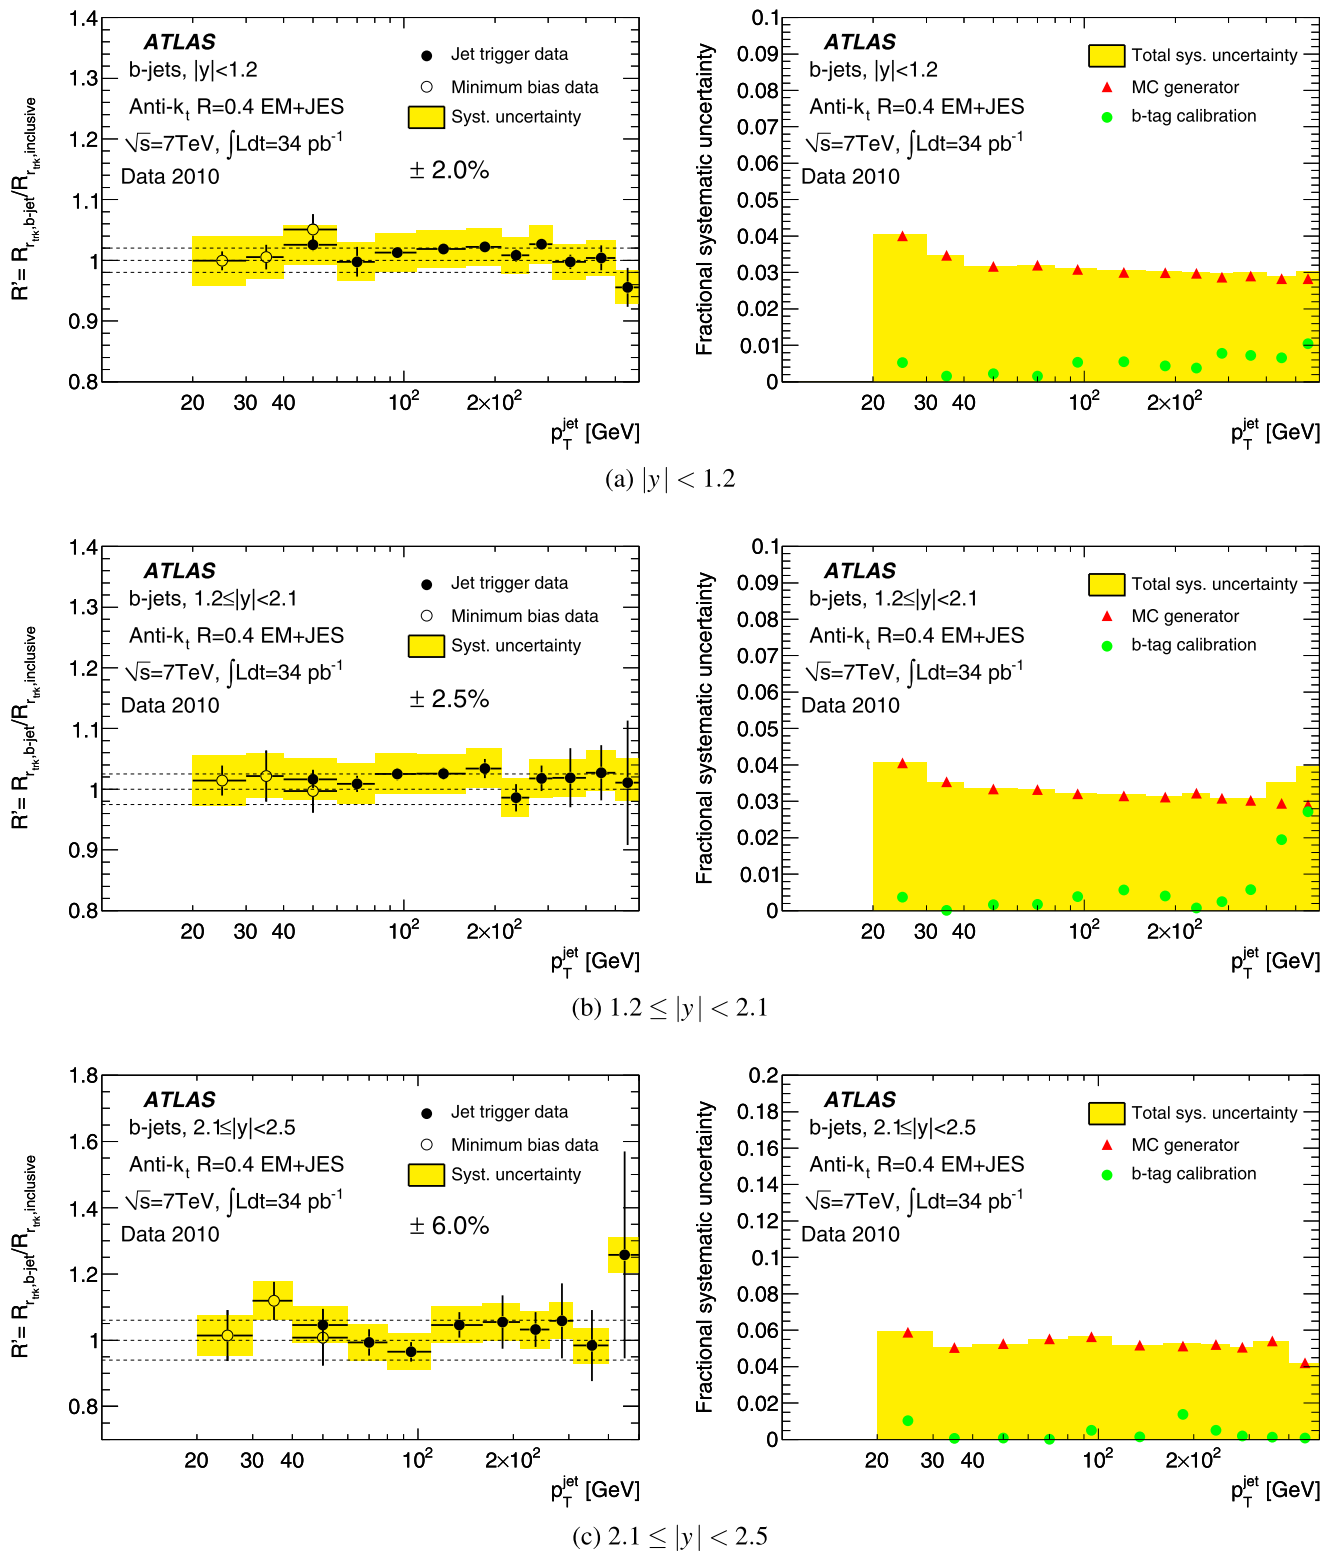 ATLAS
b-jets, |y|<1.2
Anti-kt R=0.4 EM+JES
√s=7TeV, ∫Ldt=34 pb-1
Data 2010
Jet trigger data
Minimum bias data
Syst. uncertainty
± 2.0%
R'= Rrtrk,b-jet/Rrtrk,inclusive
1.4
1.3
1.2
1.1
1
0.9
0.8
20 30 40 10² 2×10²
pTjet [GeV]
ATLAS
b-jets, |y|<1.2
Anti-kt R=0.4 EM+JES
√s=7TeV, ∫Ldt=34 pb-1
Data 2010
Total sys. uncertainty
MC generator
b-tag calibration
Fractional systematic uncertainty
0.1
0.09
0.08
0.07
0.06
0.05
0.04
0.03
0.02
0.01
0
20 30 40 10² 2×10²
pTjet [GeV]
(a) |y| < 1.2
ATLAS
b-jets, 1.2≤|y|<2.1
Anti-kt R=0.4 EM+JES
√s=7TeV, ∫Ldt=34 pb-1
Data 2010
Jet trigger data
Minimum bias data
Syst. uncertainty
± 2.5%
R'= Rrtrk,b-jet/Rrtrk,inclusive
1.4
1.3
1.2
1.1
1
0.9
0.8
20 30 40 10² 2×10²
pTjet [GeV]
ATLAS
b-jets, 1.2≤|y|<2.1
Anti-kt R=0.4 EM+JES
√s=7TeV, ∫Ldt=34 pb-1
Data 2010
Total sys. uncertainty
MC generator
b-tag calibration
Fractional systematic uncertainty
0.1
0.09
0.08
0.07
0.06
0.05
0.04
0.03
0.02
0.01
0
20 30 40 10² 2×10²
pTjet [GeV]
(b) 1.2 ≤ |y| < 2.1
ATLAS
b-jets, 2.1≤|y|<2.5
Anti-kt R=0.4 EM+JES
√s=7TeV, ∫Ldt=34 pb-1
Data 2010
Jet trigger data
Minimum bias data
Syst. uncertainty
± 6.0%
R'= Rrtrk,b-jet/Rrtrk,inclusive
1.8
1.6
1.4
1.2
1
0.8
20 30 40 10² 2×10²
pTjet [GeV]
ATLAS
b-jets, 2.1≤|y|<2.5
Anti-kt R=0.4 EM+JES
√s=7TeV, ∫Ldt=34 pb-1
Data 2010
Total sys. uncertainty
MC generator
b-tag calibration
Fractional systematic uncertainty
0.2
0.18
0.16
0.14
0.12
0.1
0.08
0.06
0.04
0.02
0
20 30 40 10² 2×10²
pTjet [GeV]
(c) 2.1 ≤ |y| < 2.5